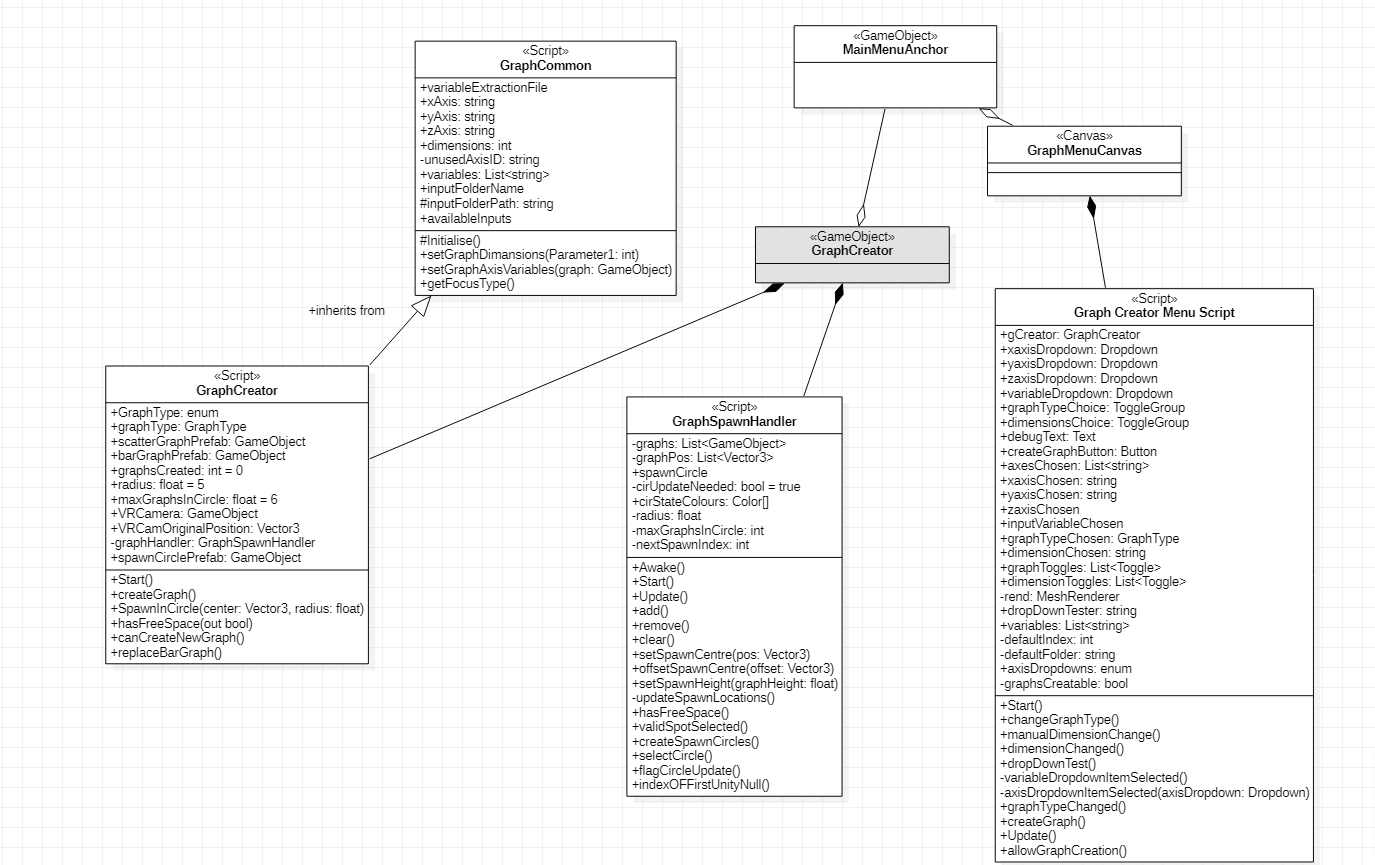 «Script»
GraphCommon
+variableExtractionFile
+xAxis: string
+yAxis: string
+zAxis: string
+dimensions: int
-unusedAxisID: string
+variables: List<string>
+inputFolderName
#inputFolderPath: string
+availableInputs
#Initialise()
+setGraphDimansions(Parameter1: int)
+setGraphAxisVariables(graph: GameObject)
+getFocusType()
«GameObject»
MainMenuAnchor
«Canvas»
GraphMenuCanvas
«GameObject»
GraphCreator
+inherits from
«Script»
GraphCreator
+GraphType: enum
+graphType: GraphType
+scatterGraphPrefab: GameObject
+barGraphPrefab: GameObject
+graphsCreated: int = 0
+radius: float = 5
+maxGraphsInCircle: float = 6
+VRCamera: GameObject
+VRCamOriginalPosition: Vector3
-graphHandler: GraphSpawnHandler
+spawnCirclePrefab: GameObject
+Start()
+createGraph()
+SpawnInCircle(center: Vector3, radius: float)
+hasFreeSpace(out bool)
+canCreateNewGraph()
+replaceBarGraph()
«Script»
GraphSpawnHandler
-graphs: List<GameObject>
-graphPos: List<Vector3>
+spawnCircle
-cirUpdateNeeded: bool = true
+cirStateColours: Color[]
-radius: float
-maxGraphsInCircle: int
-nextSpawnIndex: int
+Awake()
+Start()
+Update()
+add()
+remove()
+clear()
+setSpawnCentre(pos: Vector3)
+offsetSpawnCentre(offset: Vector3)
+setSpawnHeight(graphHeight: float)
-updateSpawnLocations()
+hasFreeSpace()
+validSpotSelected()
+createSpawnCircles()
+selectCircle()
+flagCircleUpdate()
+indexOFFirstUnityNull()
«Script»
Graph Creator Menu Script
+gCreator: GraphCreator
+xaxisDropdown: Dropdown
+yaxisDropdown: Dropdown
+zaxisDropdown: Dropdown
+variableDropdown: Dropdown
+graphTypeChoice: ToggleGroup
+dimensionsChoice: ToggleGroup
+debugText: Text
+createGraphButton: Button
+axesChosen: List<string>
+xaxisChosen: string
+yaxisChosen: string
+zaxisChosen
+inputVariableChosen
+graphTypeChosen: GraphType
+dimensionChosen: string
+graphToggles: List<Toggle>
+dimensionToggles: List<Toggle>
-rend: MeshRenderer
+dropDownTester: string
+variables: List<string>
-defaultIndex: int
-defaultFolder: string
+axisDropdowns: enum
-graphsCreatable: bool
+Start()
+changeGraphType()
+manualDimensionChange()
+dimensionChanged()
+dropDownTest()
-variableDropdownItemSelected()
-axisDropdownItemSelected(axisDropdown: Dropdown)
+graphTypeChanged()
+createGraph()
+Update()
+allowGraphCreation()